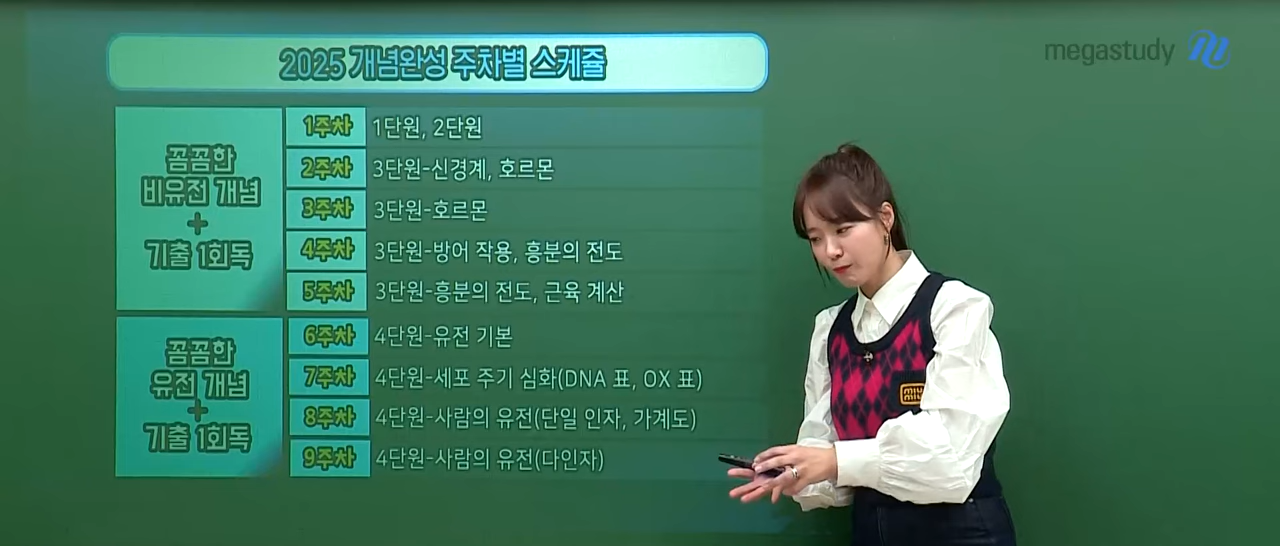 2025 개념완성 주차별 스케쥴
megastudy
꼼꼼한
비유전 개념
+
기출 1회독
1주차 1단원, 2단원
2주차 3단원-신경계, 호르몬
3주차 3단원-호르몬
4주차 3단원-방어 작용, 흥분의 전도
5주차 3단원-흥분의 전도, 근육 계산
꼼꼼한
유전 개념
+
기출 1회독
6주차 4단원-유전 기본
7주차 4단원-세포 주기 심화(DNA 표, OX 표)
8주차 4단원-사람의 유전(단일 인자, 가계도)
9주차 4단원-사람의 유전(다인자)
MIU
MIU